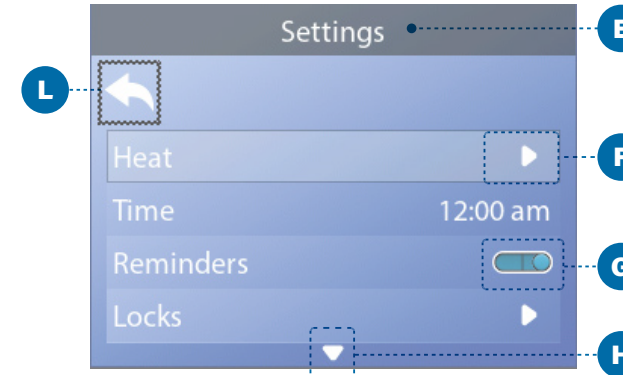 Settings
E
L
Heat
F
Time 12:00 am
Reminders
G
Locks
H